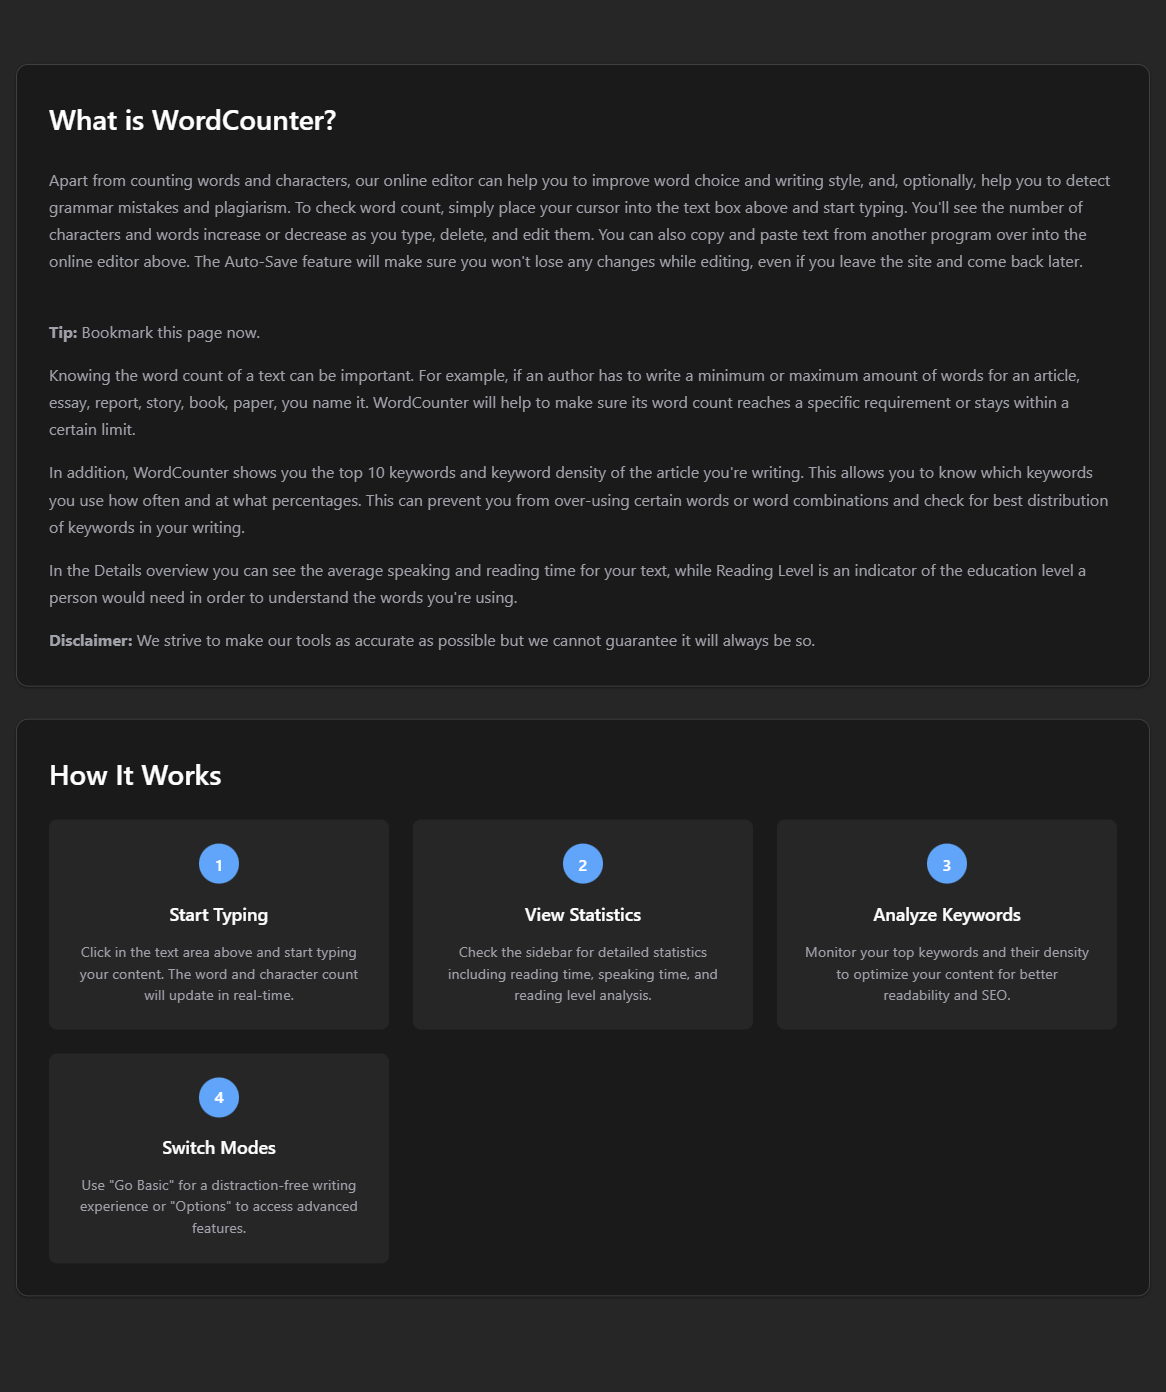 What is WordCounter?
Apart from counting words and characters, our online editor can help you to improve word choice and writing style, and, optionally, help you to detect
grammar mistakes and plagiarism. To check word count, simply place your cursor into the text box above and start typing. You'll see the number of
characters and words increase or decrease as you type, delete, and edit them. You can also copy and paste text from another program over into the
online editor above. The Auto-Save feature will make sure you won't lose any changes while editing, even if you leave the site and come back later.
Tip: Bookmark this page now.
Knowing the word count of a text can be important. For example, if an author has to write a minimum or maximum amount of words for an article,
essay, report, story, book, paper, you name it. WordCounter will help to make sure its word count reaches a specific requirement or stays within a
certain limit.
In addition, WordCounter shows you the top 10 keywords and keyword density of the article you're writing. This allows you to know which keywords
you use how often and at what percentages. This can prevent you from over-using certain words or word combinations and check for best distribution
of keywords in your writing.
In the Details overview you can see the average speaking and reading time for your text, while Reading Level is an indicator of the education level a
person would need in order to understand the words you're using.
Disclaimer: We strive to make our tools as accurate as possible but we cannot guarantee it will always be so.
How It Works
1
Start Typing
Click in the text area above and start typing
your content. The word and character count
will update in real-time.
2
View Statistics
Check the sidebar for detailed statistics
including reading time, speaking time, and
reading level analysis.
3
Analyze Keywords
Monitor your top keywords and their density
to optimize your content for better
readability and SEO.
4
Switch Modes
Use "Go Basic" for a distraction-free writing
experience or "Options" to access advanced
features.